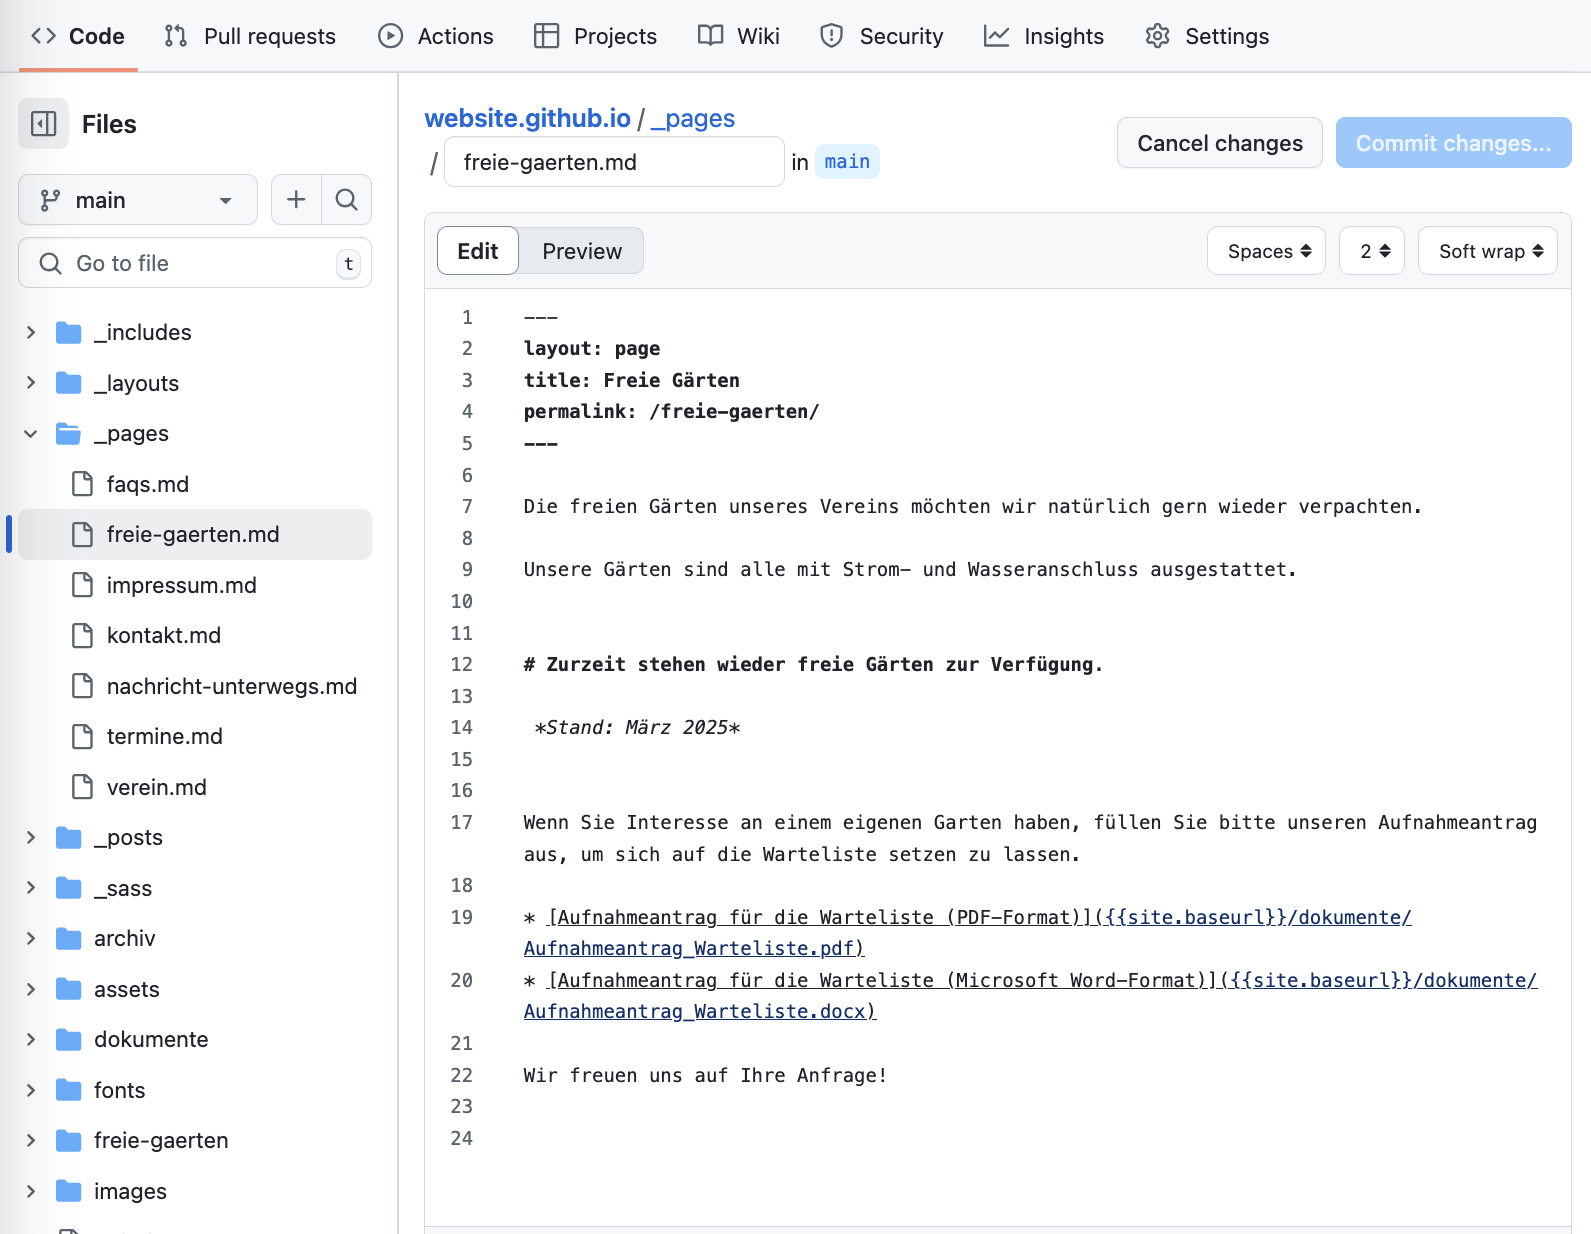 Code Pull requests Actions Projects Wiki Security Insights Settings
Files
main
Go to file t
_includes
_layouts
_pages
faqs.md
freie-gaerten.md
impressum.md
kontakt.md
nachricht-unterwegs.md
termine.md
verein.md
_posts
_sass
archiv
assets
dokumente
fonts
freie-gaerten
images
website.github.io / _pages
/ freie-gaerten.md in main
Cancel changes Commit changes...
Edit Preview Spaces 2 Soft wrap
1 ---
2 layout: page
3 title: Freie Gärten
4 permalink: /freie-gaerten/
5 ---
6
7 Die freien Gärten unseres Vereins möchten wir natürlich gern wieder verpachten.
8
9 Unsere Gärten sind alle mit Strom- und Wasseranschluss ausgestattet.
10
11
12 # Zurzeit stehen wieder freie Gärten zur Verfügung.
13
14 *Stand: März 2025*
15
16
17 Wenn Sie Interesse an einem eigenen Garten haben, füllen Sie bitte unseren Aufnahmeantrag
aus, um sich auf die Warteliste setzen zu lassen.
18
19 * [Aufnahmeantrag für die Warteliste (PDF-Format)]({{site.baseurl}}/dokumente/
Aufnahmeantrag_Warteliste.pdf)
20 * [Aufnahmeantrag für die Warteliste (Microsoft Word-Format)]({{site.baseurl}}/dokumente/
Aufnahmeantrag_Warteliste.docx)
21
22 Wir freuen uns auf Ihre Anfrage!
23
24